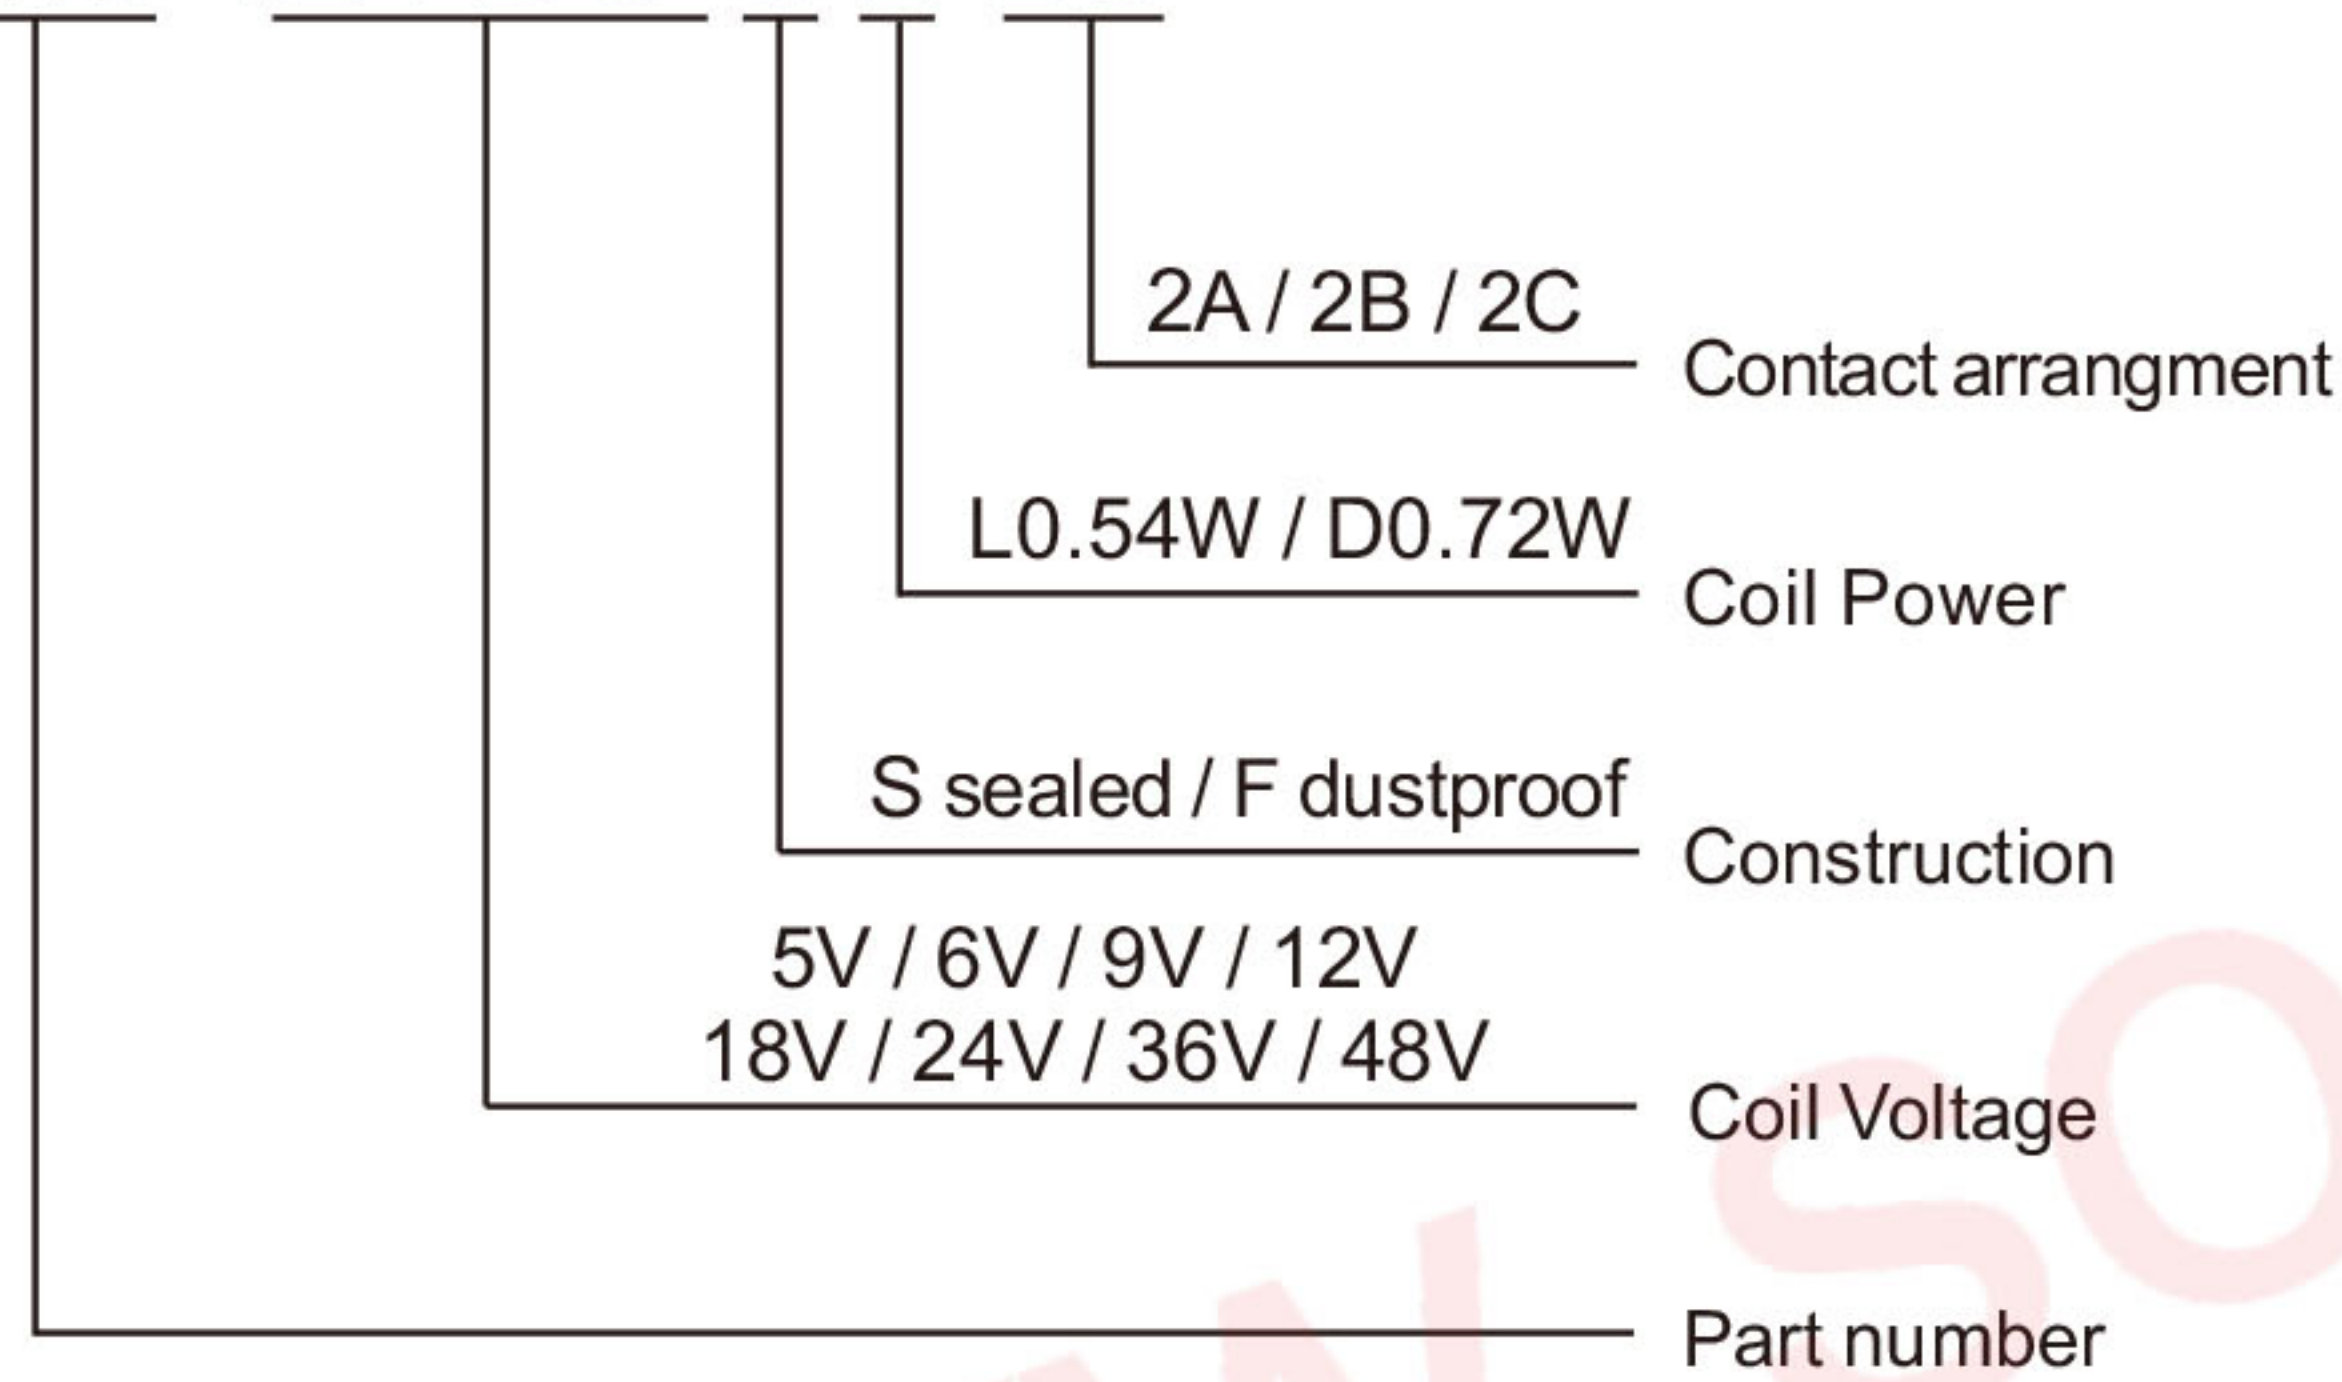 2A / 2B / 2C
Contact arrangment
L0.54W / D0.72W
Coil Power
S sealed / F dustproof
Construction
5V / 6V / 9V / 12V
18V / 24V / 36V / 48V
Coil Voltage
Part number